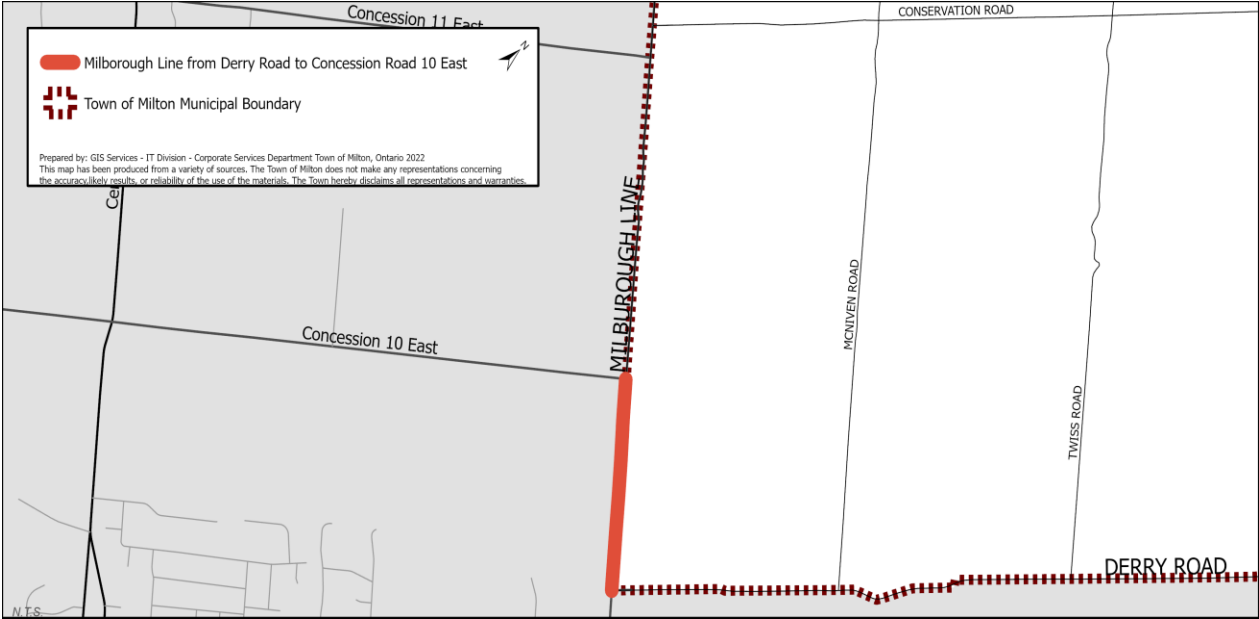 Concession 11 East
CONSERVATION ROAD
N
Milborough Line from Derry Road to Concession Road 10 East
Town of Milton Municipal Boundary
Prepared by: GIS Services - IT Division - Corporate Services Department Town of Milton, Ontario 2022
This map has been produced from a variety of sources. The Town of Milton does not make any representations concerning
the accuracy,likely results, or reliability of the use of the materials. The Town hereby disclaims all representations and warranties.
Ce
MILBUROUGH LINE
MCNIVEN ROAD
Concession 10 East
TWISS ROAD
DERRY ROAD
N.T.S.